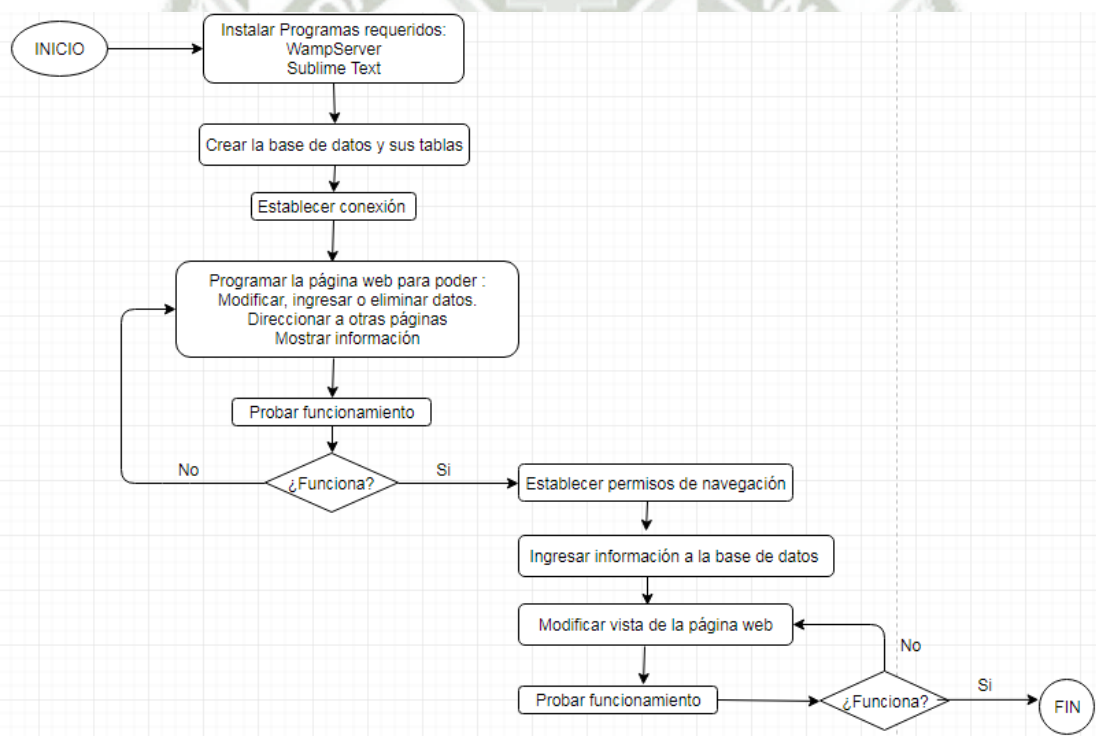 INICIO
Instalar Programas requeridos:
WampServer
Sublime Text
Crear la base de datos y sus tablas
Establecer conexión
Programar la página web para poder :
Modificar, ingresar o eliminar datos.
Direccionar a otras páginas
Mostrar información
Probar funcionamiento
No
¿Funciona?
Si
Establecer permisos de navegación
Ingresar información a la base de datos
Modificar vista de la página web
No
Probar funcionamiento
¿Funciona?
Si
FIN